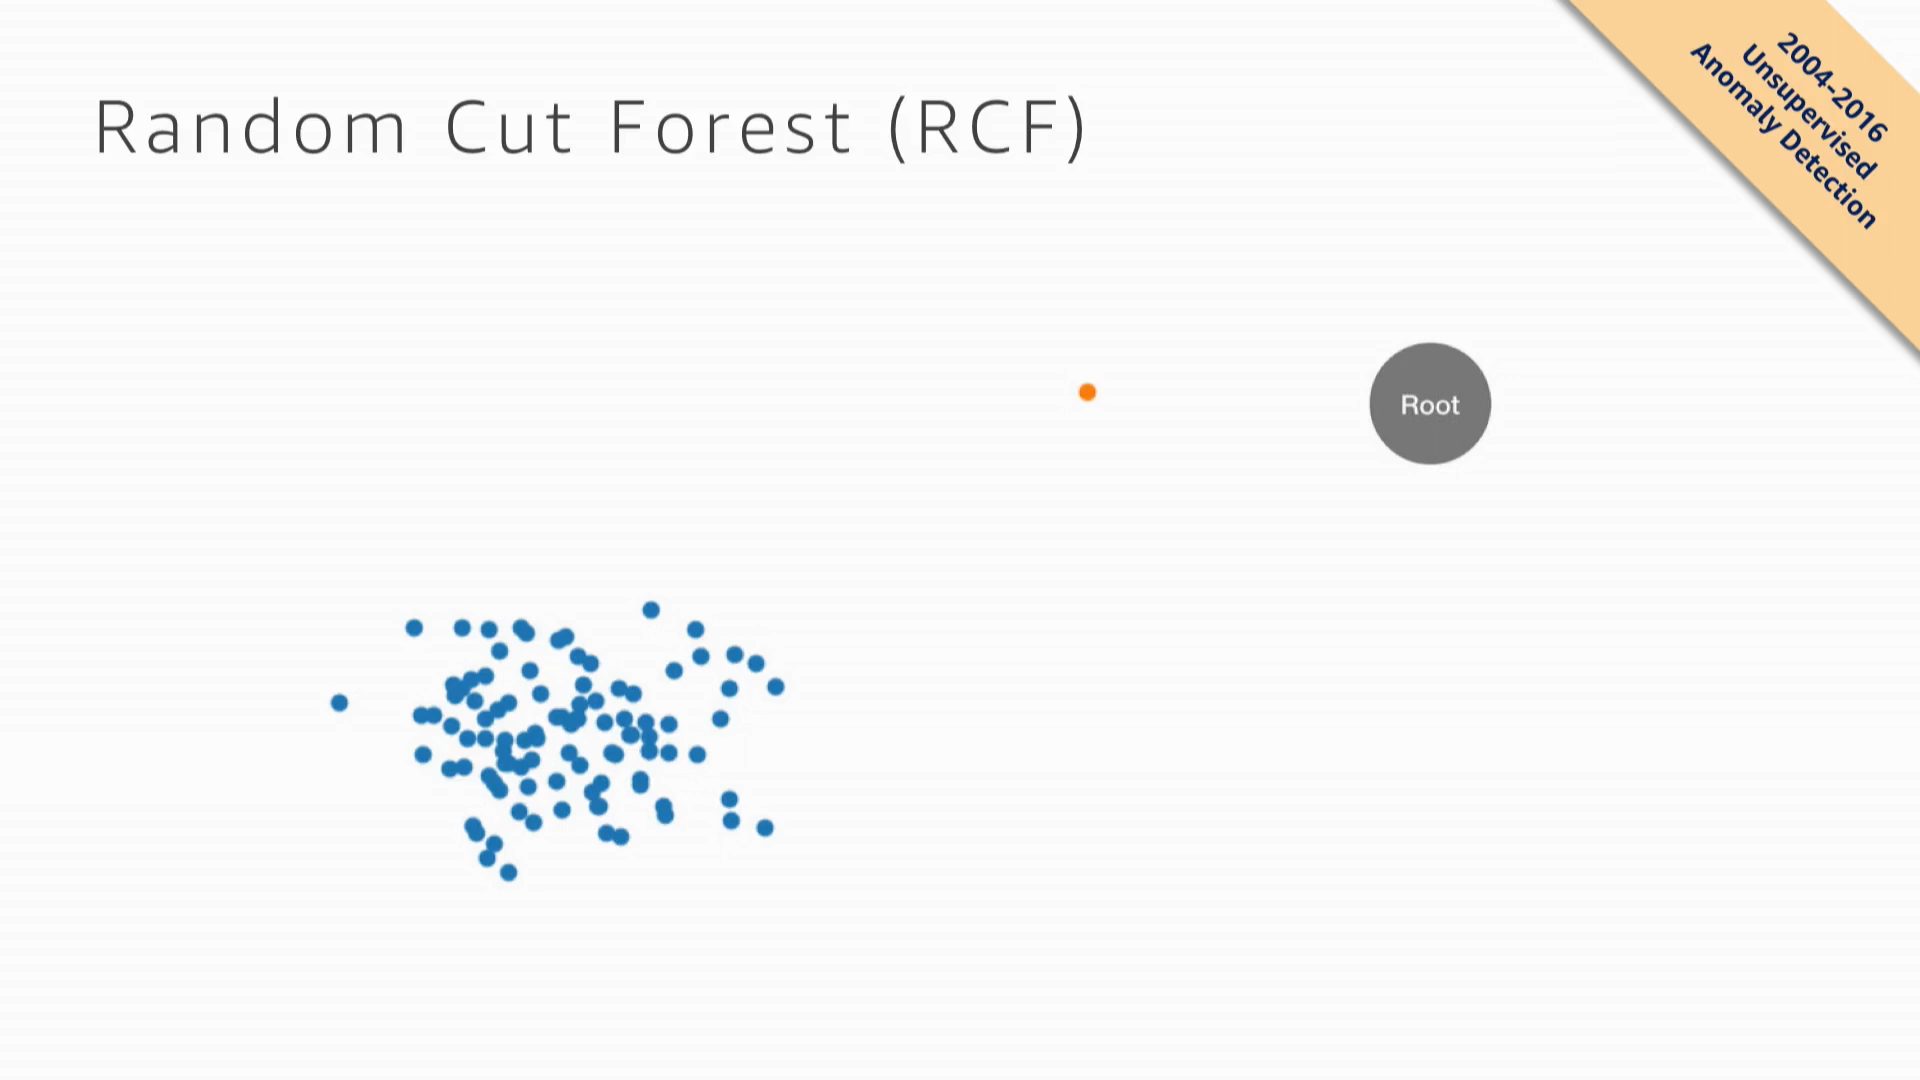 Random Cut Forest (RCF)
2004-2016
Unsupervised
Anomaly Detection
Root